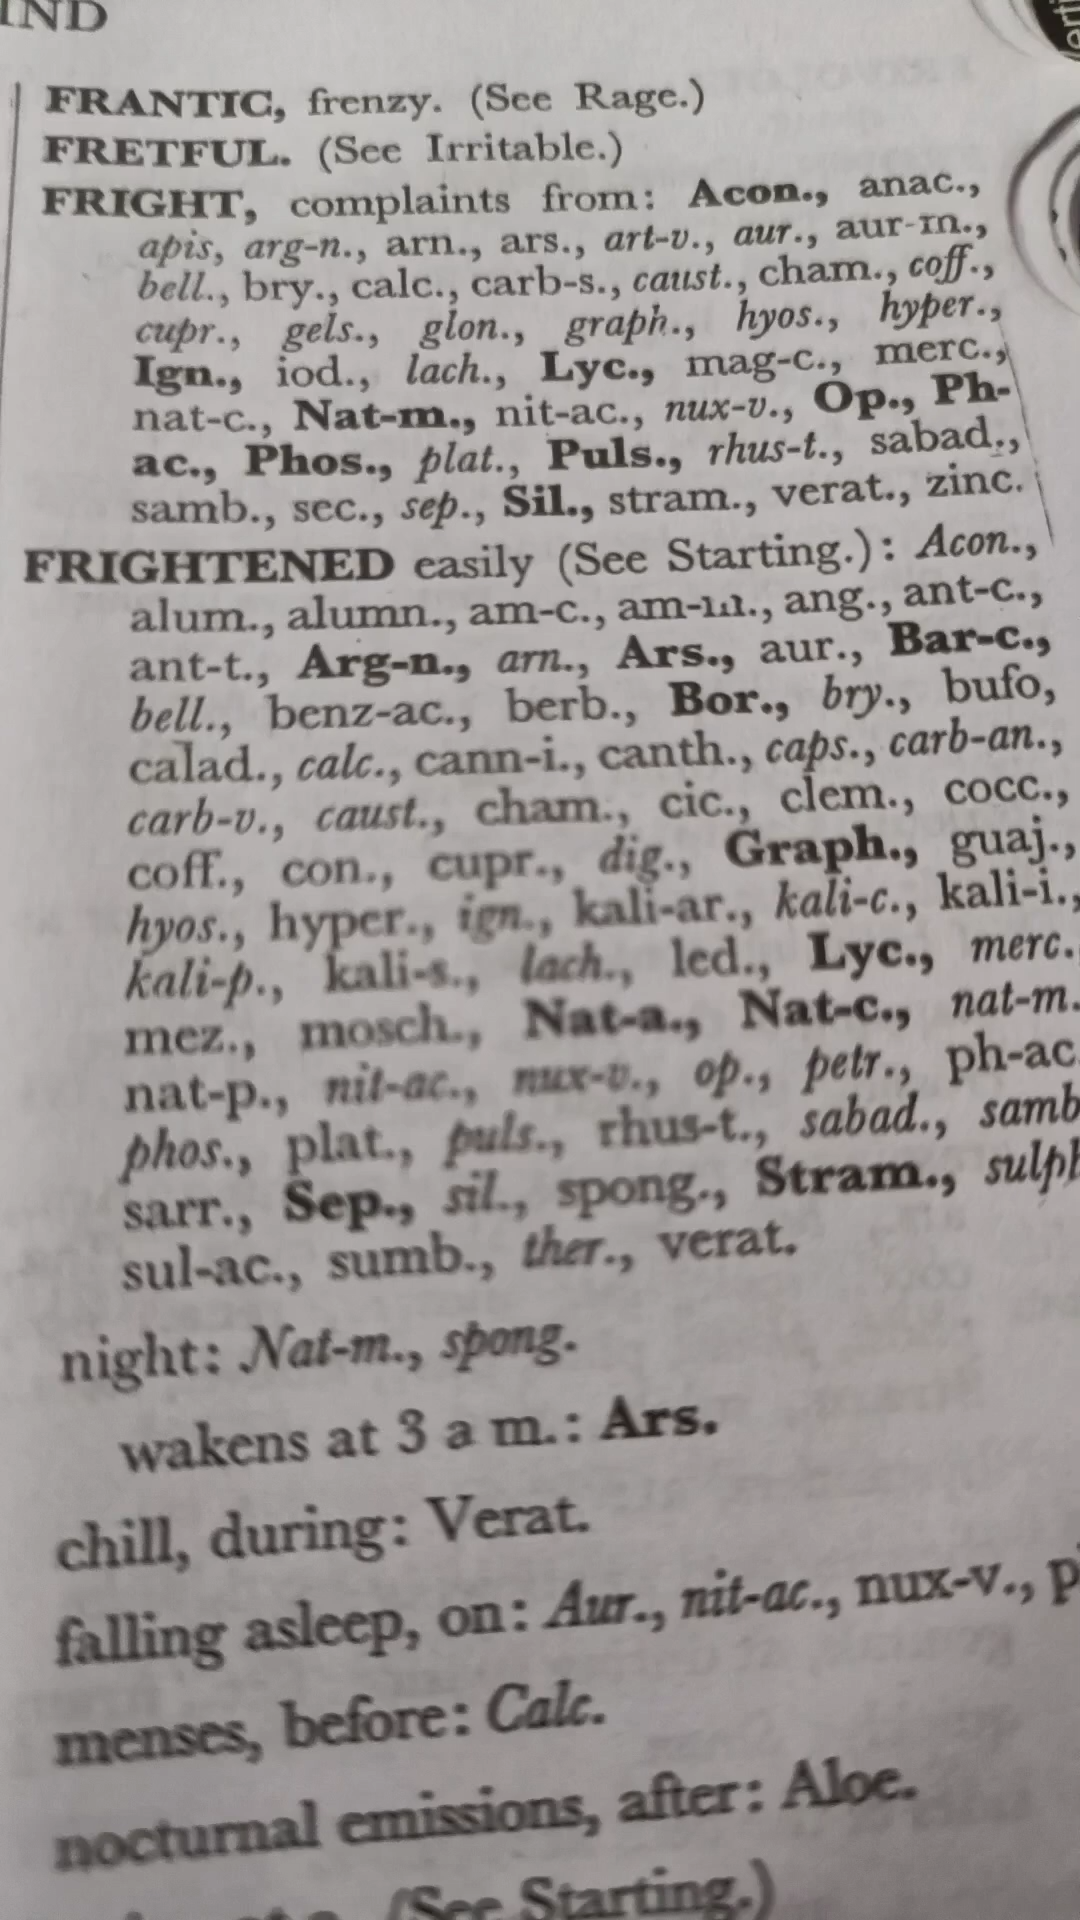 IND
FRANTIC, frenzy. (See Rage.)
FRETFUL. (See Irritable.)
FRIGHT, complaints from: Acon., anac.,
apis, arg-n., arn., ars., art-v., aur., aur-m.,
bell., bry., calc., carb-s., caust., cham., coff.,
cupr., gels., glon., graph., hyos., hyper.,
Ign., iod., lach., Lyc., mag-c., merc.,
nat-c., Nat-m., nit-ac., nux-v., Op., Ph-
ac., Phos., plat., Puls., rhus-t., sabad.,
samb., sec., sep., Sil., stram., verat., zinc.
FRIGHTENED easily (See Starting.): Acon.,
alum., alumn., am-c., am-m., ang., ant-c.,
ant-t., Arg-n., arn., Ars., aur., Bar-c.,
bell., benz-ac., berb., Bor., bry., bufo,
calad., calc., cann-i., canth., caps., carb-an.,
carb-v., caust., cham., cic., clem., cocc.,
coff., con., cupr., dig., Graph., guaj.,
hyos., hyper., ign., kali-ar., kali-c., kali-i.,
kali-p., kali-s., lach., led., Lyc., merc.
mez., mosch., Nat-a., Nat-c., nat-m.
nat-p., nit-ac., nux-v., op., petr., ph-ac
phos., plat., puls., rhus-t., sabad., samb
sarr., Sep., sil., spong., Stram., sulph
sul-ac., sumb., ther., verat.
night: Nat-m., spong.
wakens at 3 a m.: Ars.
chill, during: Verat.
falling asleep, on: Aur., nit-ac., nux-v., p
menses, before: Calc.
nocturnal emissions, after: Aloe.
(See Starting.)